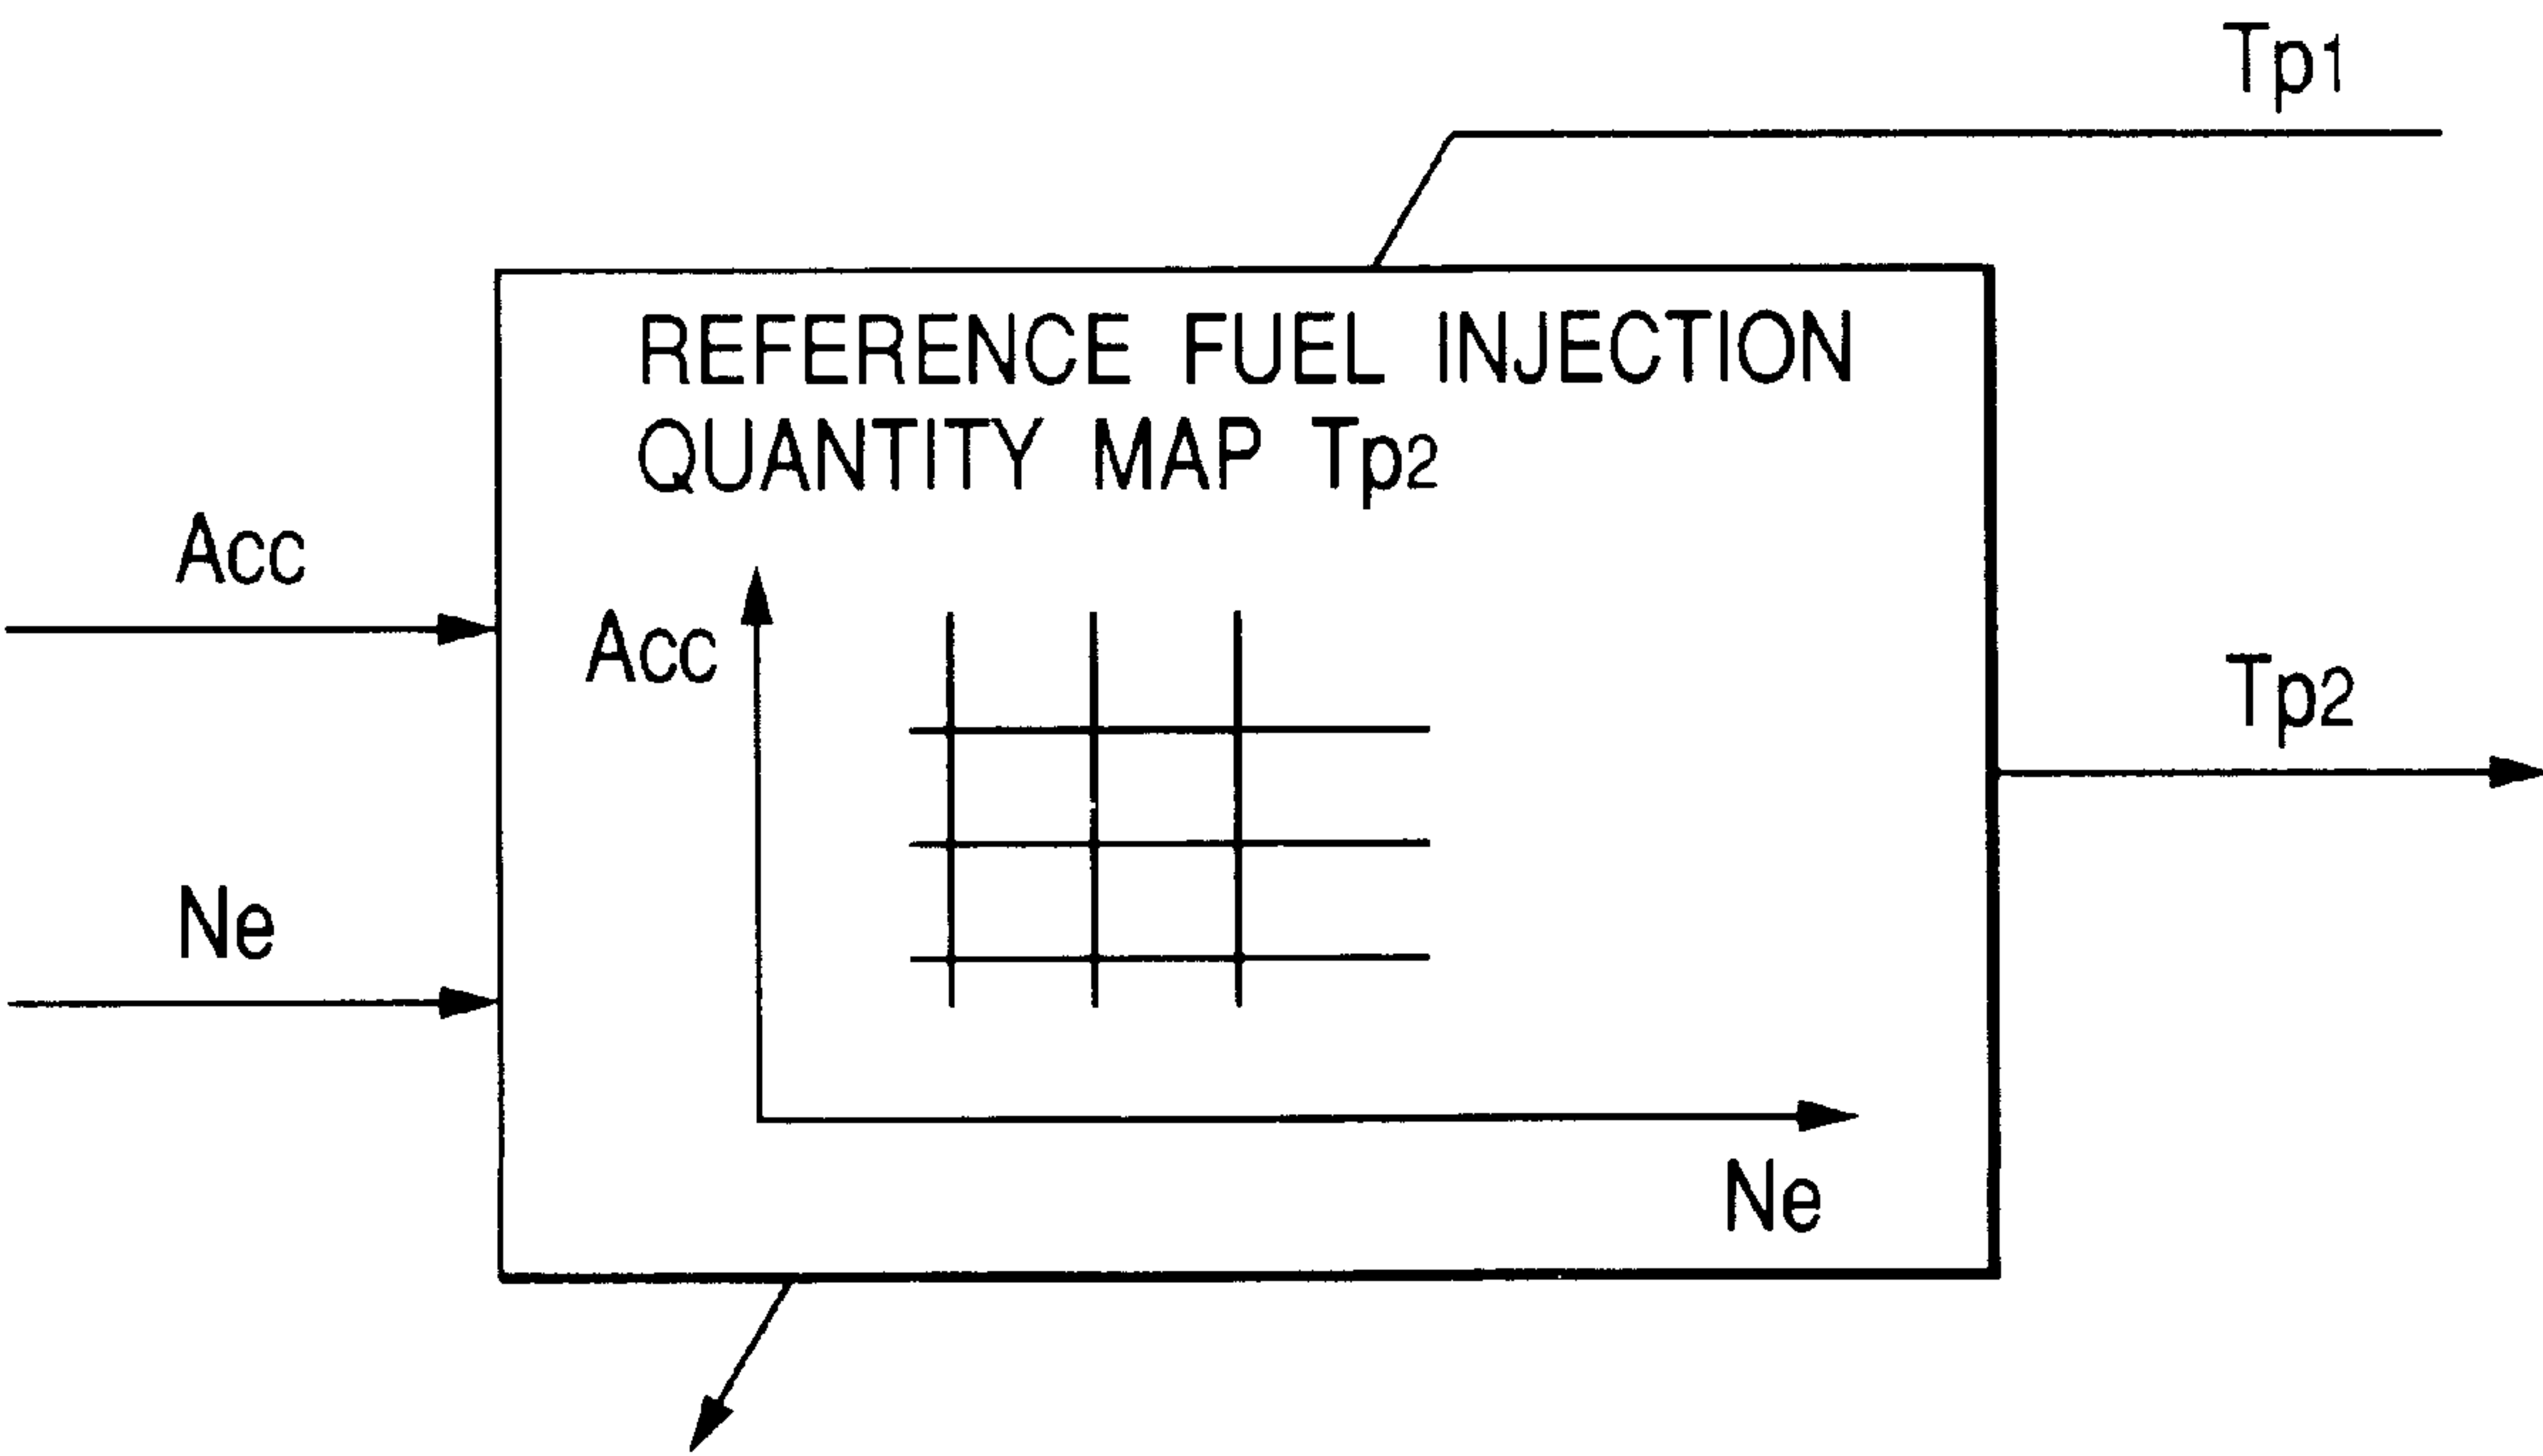 Tp1
REFERENCE FUEL INJECTION
QUANTITY MAP Tp2
Acc
Acc
Tp2
Ne
Ne